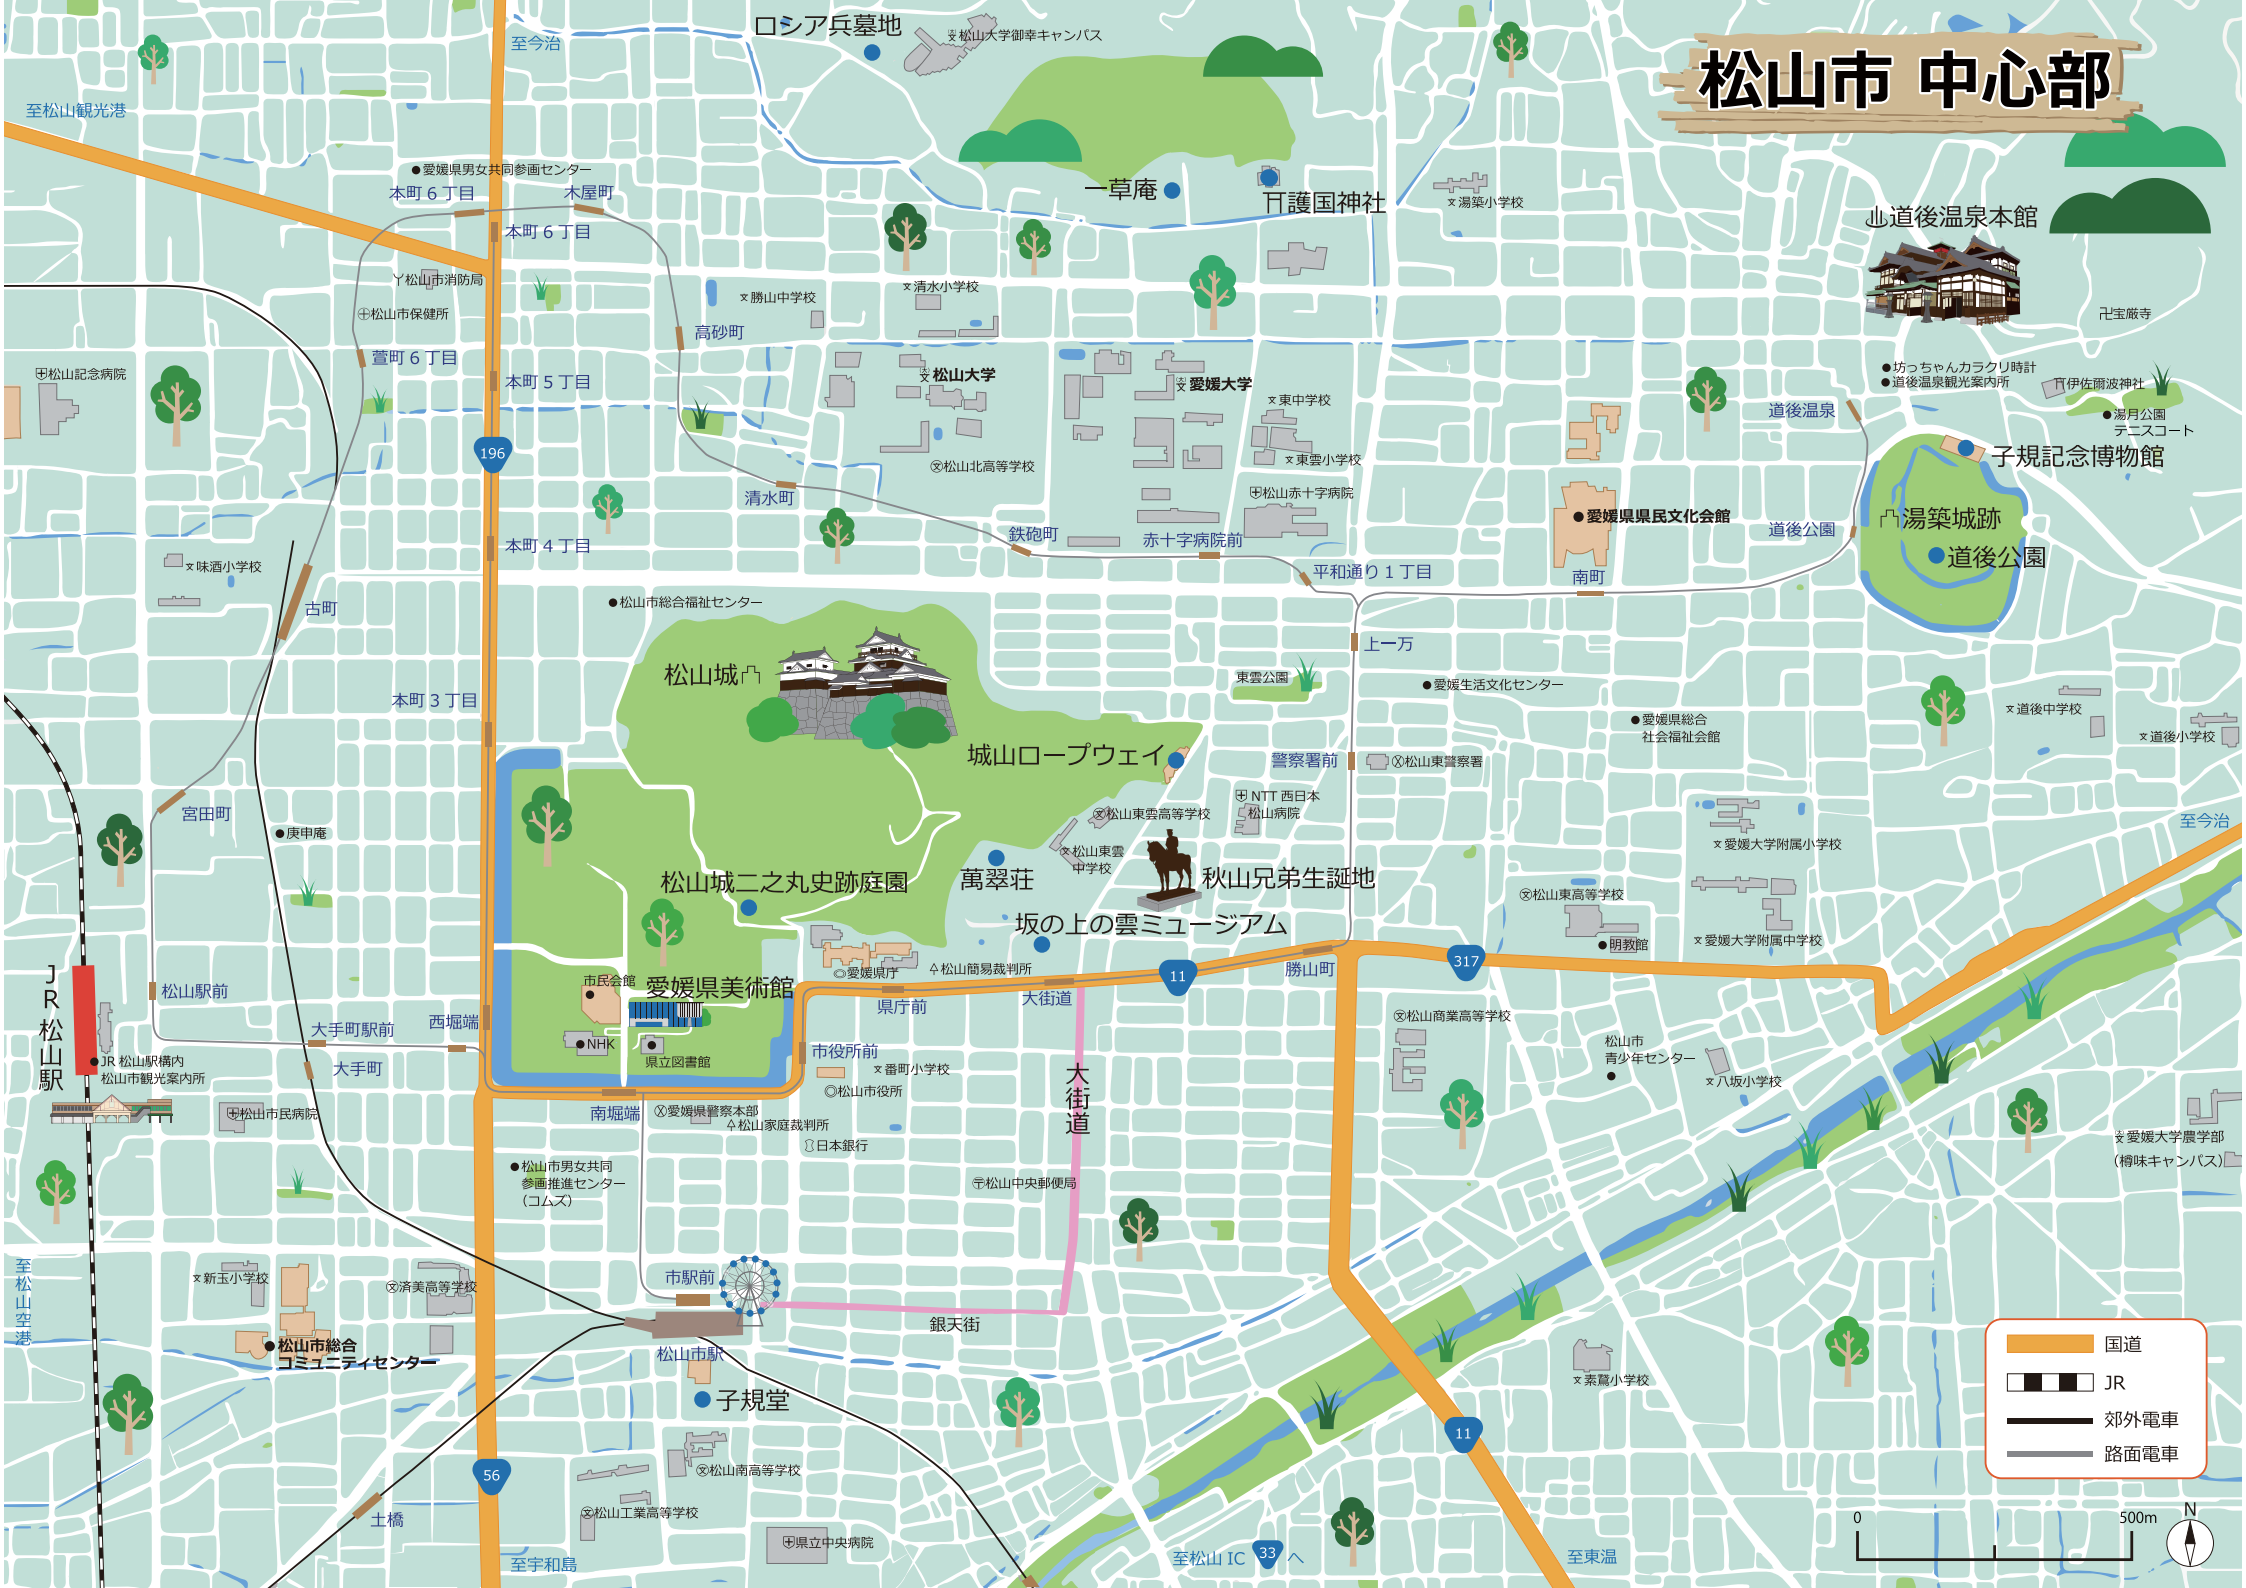 松山市 中心部
ロシア兵墓地
松山大学御幸キャンパス
至今治
至松山観光港
愛媛県男女共同参画センター
本町6丁目
木屋町
一草庵
护国神社
湯築小学校
道後温泉本館
本町6丁目
松山市消防局
松山市保健所
勝山中学校
清水小学校
宝厳寺
高砂町
萱町6丁目
松山記念病院
本町5丁目
松山大学
愛媛大学
東中学校
坊っちゃんカラクリ時計
道後温泉観光案内所
伊佐爾波神社
道後温泉
湯月公園
テニスコート
196
松山北高等学校
東雲小学校
子規記念博物館
清水町
松山赤十字病院
愛媛県県民文化会館
湯築城跡
鉄砲町
赤十字病院前
道後公園
本町4丁目
道後公園
味酒小学校
平和通り1丁目
南町
古町
松山市総合福祉センター
上一万
松山城
東雲公園
愛媛生活文化センター
本町3丁目
愛媛県総合
社会福祉会館
道後中学校
道後小学校
城山ロープウェイ
警察署前
松山東警察署
NTT 西日本
松山病院
宮田町
松山東雲高等学校
至今治
庚申庵
松山東雲
中学校
愛媛大学附属小学校
松山城二之丸史跡庭園
萬翠荘
秋山兄弟生誕地
松山東高等学校
坂の上の雲ミュージアム
明教館
愛媛大学附属中学校
愛媛県庁
松山簡易裁判所
勝山町
317
11
市民会館
愛媛県美術館
JR松山駅
松山駅前
県庁前
大街道
大手町駅前
西堀端
松山商業高等学校
NHK
県立図書館
市役所前
松山市
青少年センター
JR 松山駅構内
松山市観光案内所
大手町
番町小学校
松山市役所
大街道
八坂小学校
松山市民病院
南堀端
愛媛県警察本部
松山家庭裁判所
日本銀行
愛媛大学農学部
(樽味キャンパス)
松山市男女共同
参画推進センター
(コムズ)
松山中央郵便局
至松山空港
新玉小学校
済美高等学校
市駅前
銀天街
松山市総合
コミュニティセンター
松山市駅
子規堂
素鵞小学校
国道
JR
郊外電車
路面電車
11
56
松山南高等学校
土橋
松山工業高等学校
県立中央病院
至宇和島
至松山 IC 33 へ
至東温
0
500m
N